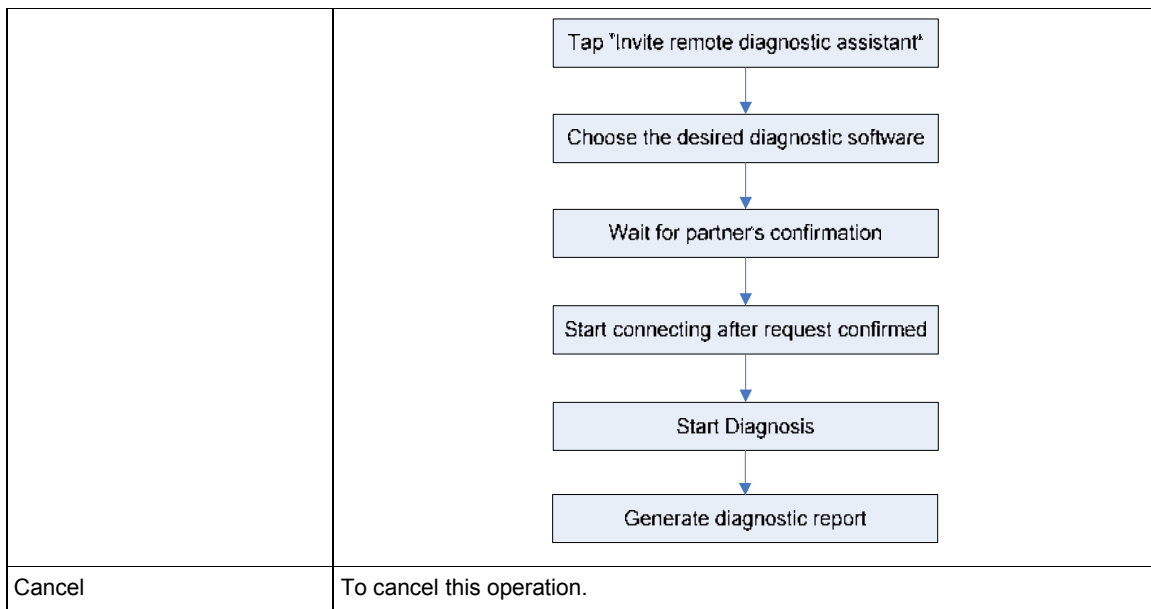 Tap "Invite remote diagnostic assistant"
Choose the desired diagnostic software
Wait for partner's confirmation
Start connecting after request confirmed
Start Diagnosis
Generate diagnostic report
Cancel To cancel this operation.